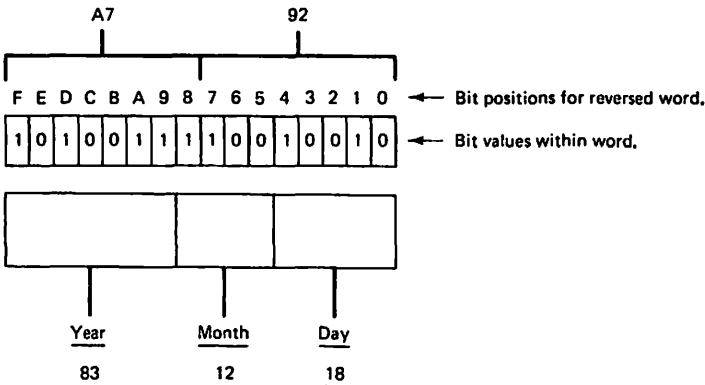 A7 92
F E D C B A 9 8 7 6 5 4 3 2 1 0 Bit positions for reversed word.
1 0 1 0 0 1 1 1 1 0 0 1 0 0 1 0 Bit values within word.
Year Month Day
83 12 18